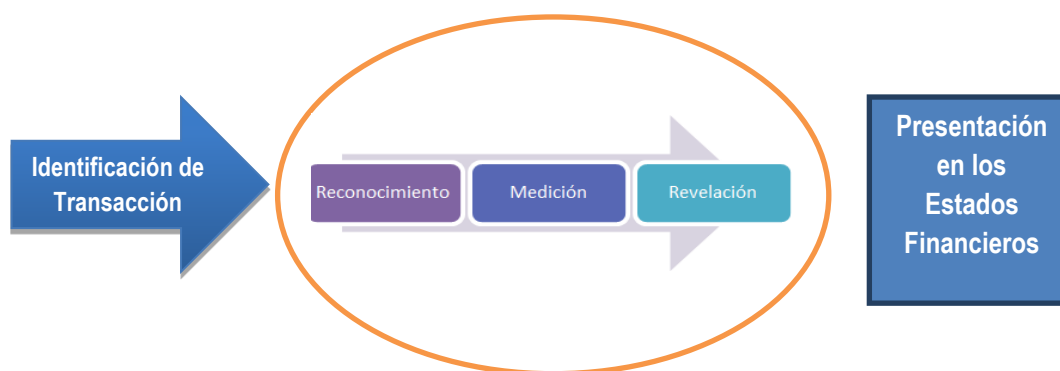 Identificación de
Transacción
Reconocimiento
Medición
Revelación
Presentación
en los
Estados
Financieros